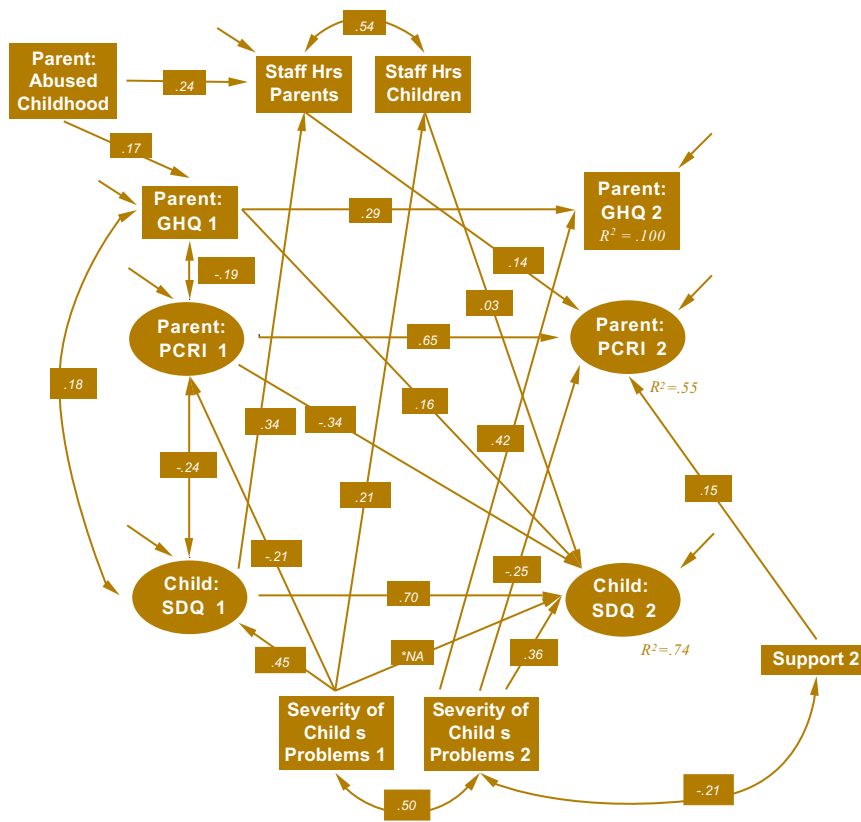 .54
Parent:
Abused
Childhood
.24
Staff Hrs
Parents
Staff Hrs
Children
.17
Parent:
GHQ 1
.29
Parent:
GHQ 2
R² = .100
-.19
.14
.03
Parent:
PCRI 1
.65
Parent:
PCRI 2
R²=.55
.18
.16
.34
-.34
.42
-.24
.21
.15
-.21
-.25
Child:
SDQ 1
.70
Child:
SDQ 2
R²=.74
.45
*NA
.36
Support 2
Severity of
Child s
Problems 1
Severity of
Child s
Problems 2
.50
-.21